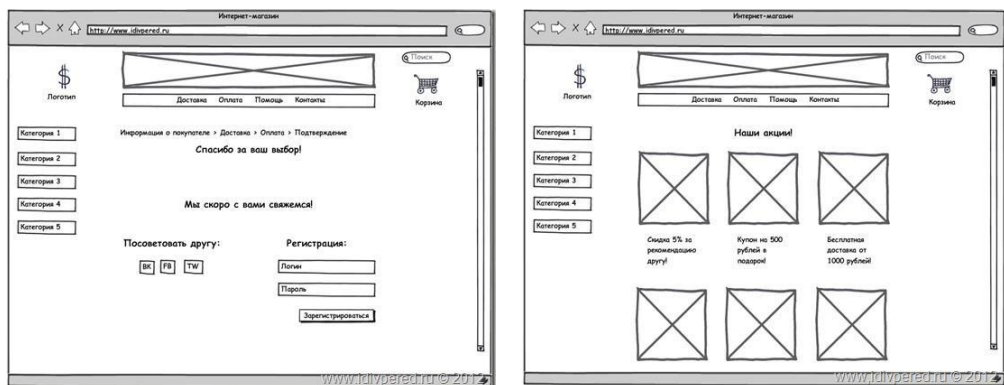 Интернет-магазин
http://www.idivpered.ru
Поиск
Логотип
Корзина
Доставка Оплата Помощь Контакты
Категория 1
Категория 2
Категория 3
Категория 4
Категория 5
Информация о покупателе > Доставка > Оплата > Подтверждение
Спасибо за ваш выбор!
Мы скоро с вами свяжемся!
Посоветовать другу:
ВК FB TW
Регистрация:
Логин
Пароль
Зарегистрироваться
www.idivpered.ru © 2012
Интернет-магазин
http://www.idivpered.ru
Поиск
Логотип
Корзина
Доставка Оплата Помощь Контакты
Категория 1
Категория 2
Категория 3
Категория 4
Категория 5
Наши акции!
Скидка 5% за
рекомендацию
другу!
Купон на 500
рублей в
подарок!
Бесплатная
доставка от
1000 рублей!
www.idivpered.ru © 2012